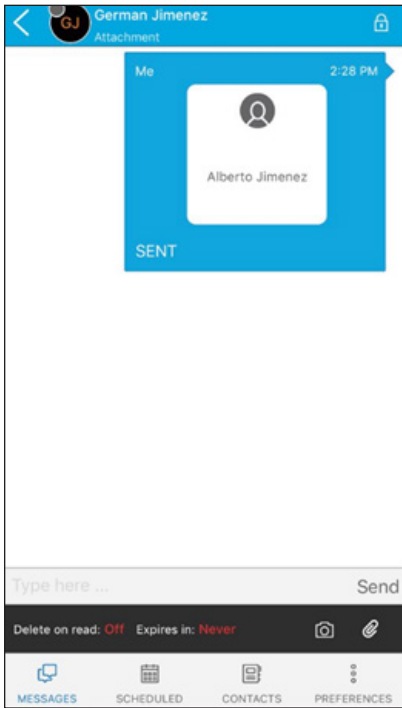 GJ
German Jimenez
Attachment
Me 2:28 PM
Alberto Jimenez
SENT
Type here ... Send
Delete on read: Off Expires in: Never
MESSAGES SCHEDULED CONTACTS PREFERENCES